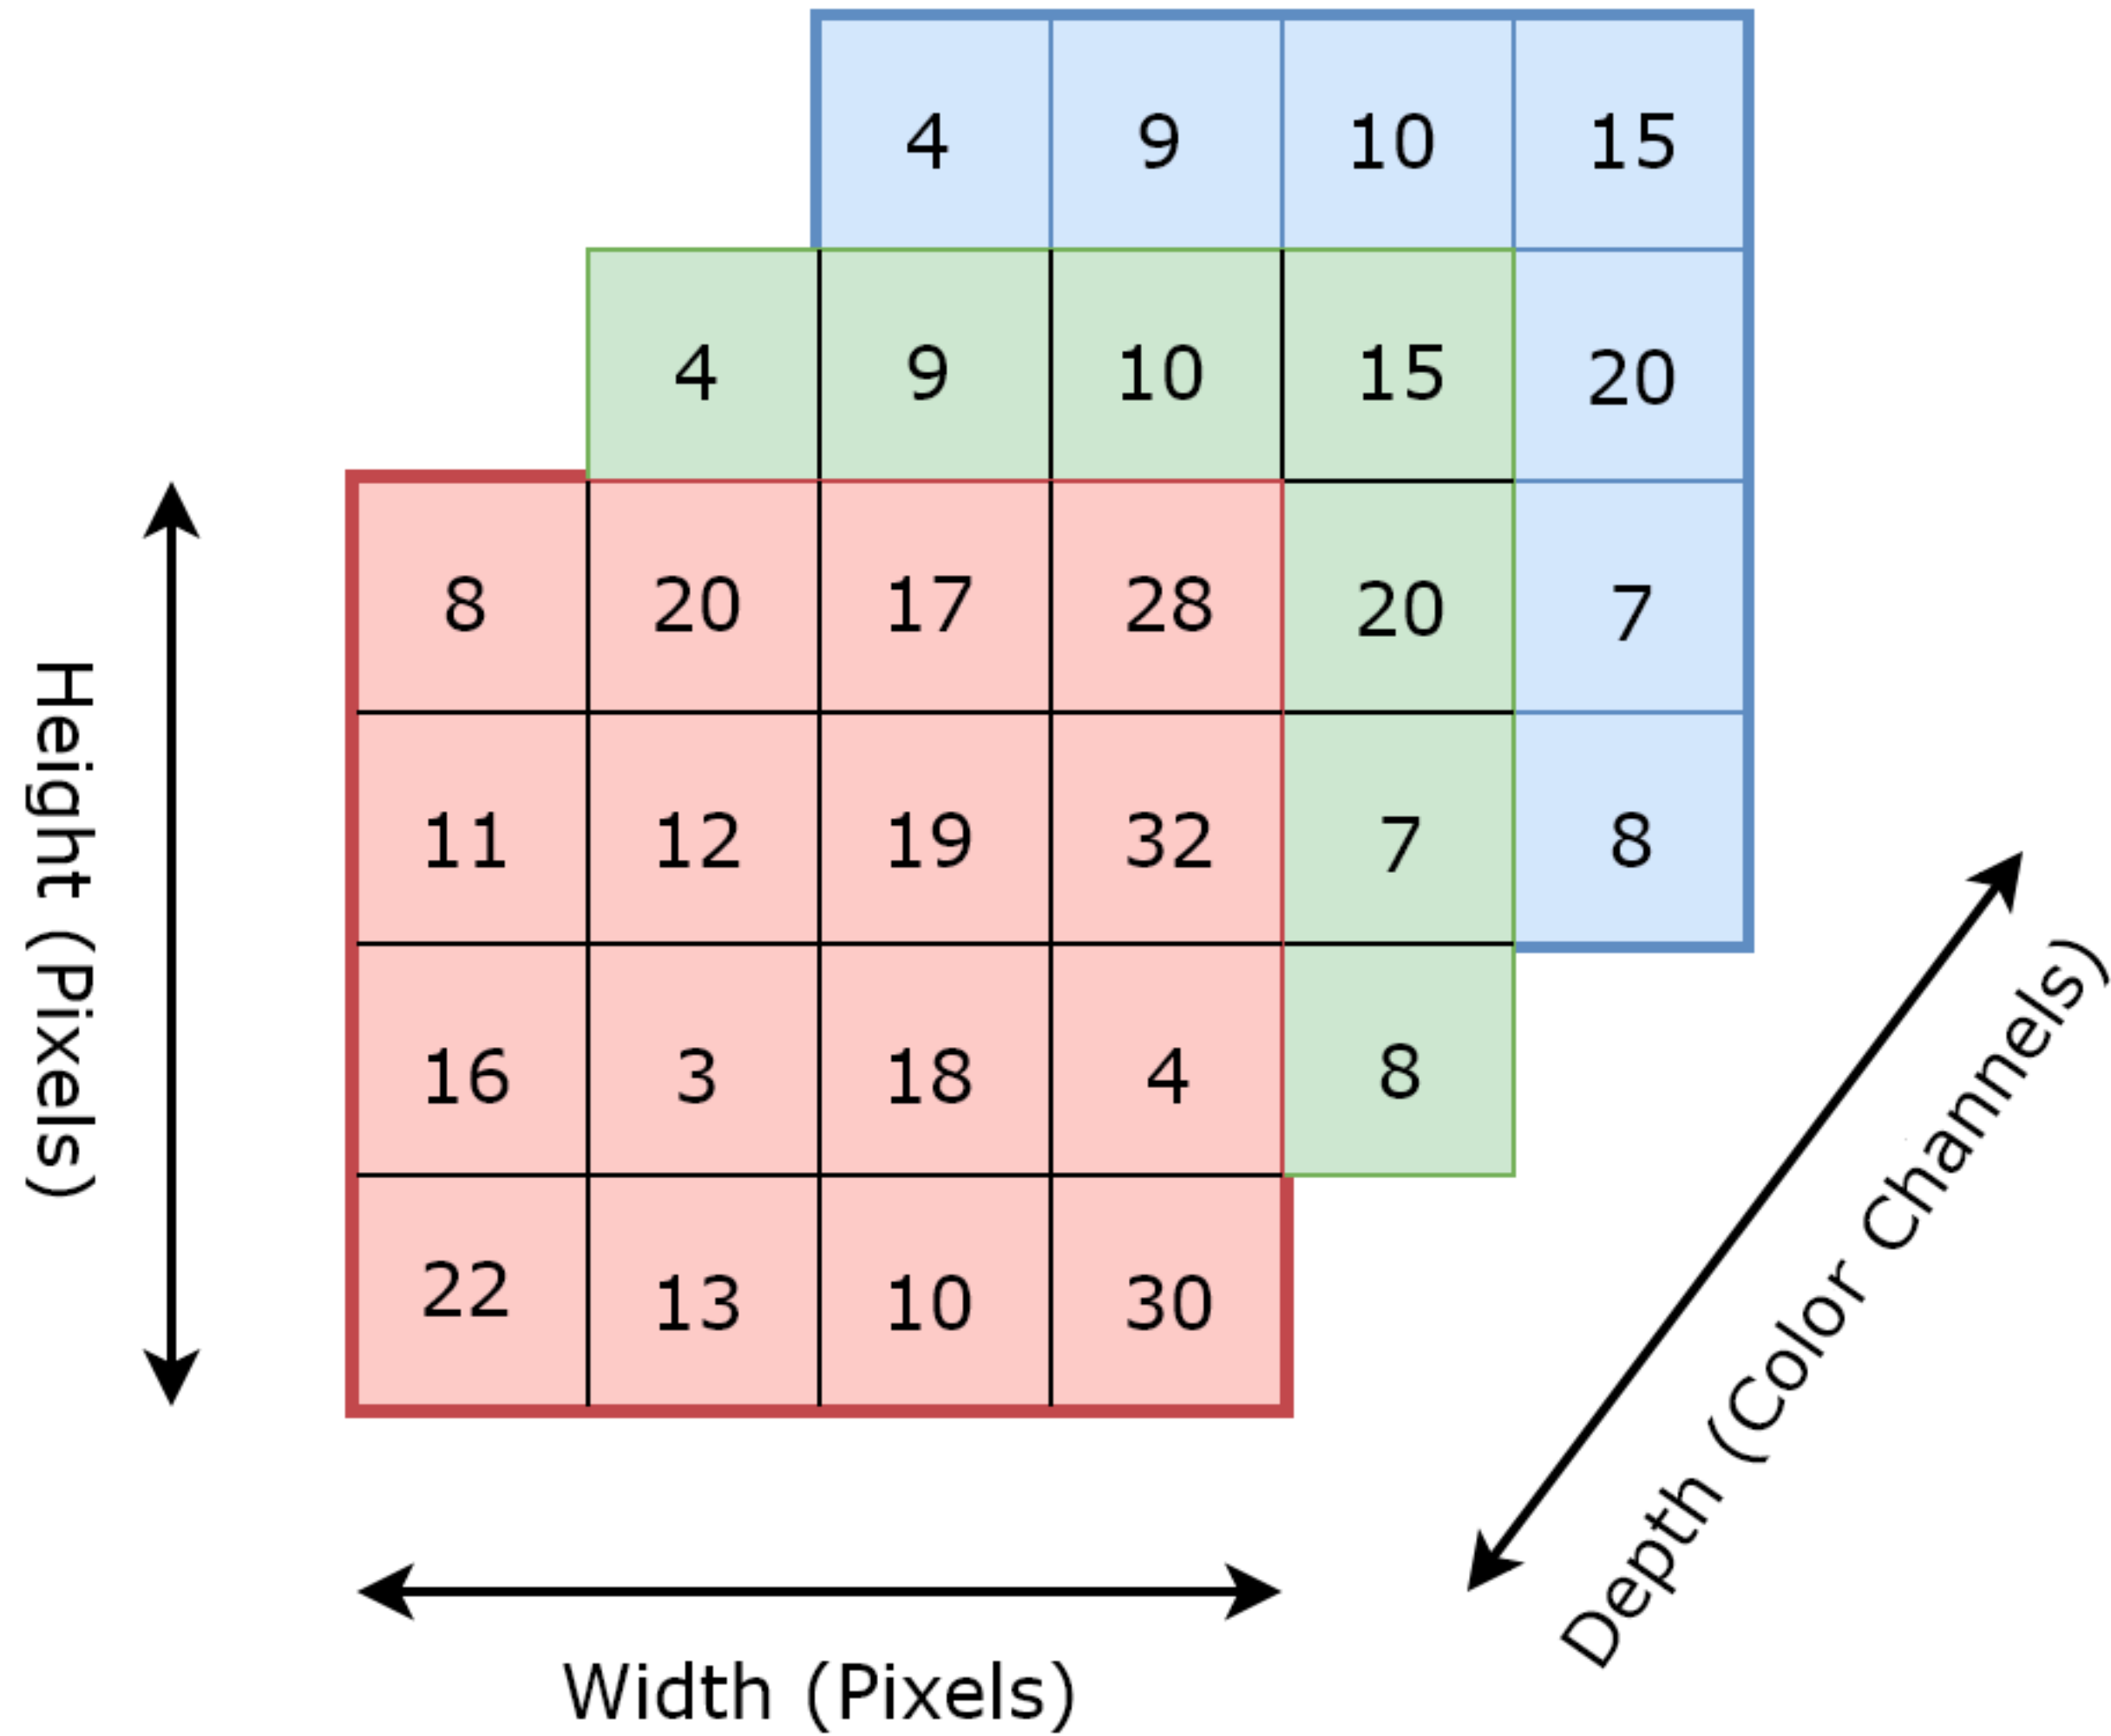 4 9 10 15
4 9 10 15 20
8 20 17 28 20 7
11 12 19 32 7 8
16 3 18 4 8
22 13 10 30
Height (Pixels)
Width (Pixels)
Depth (Color Channels)